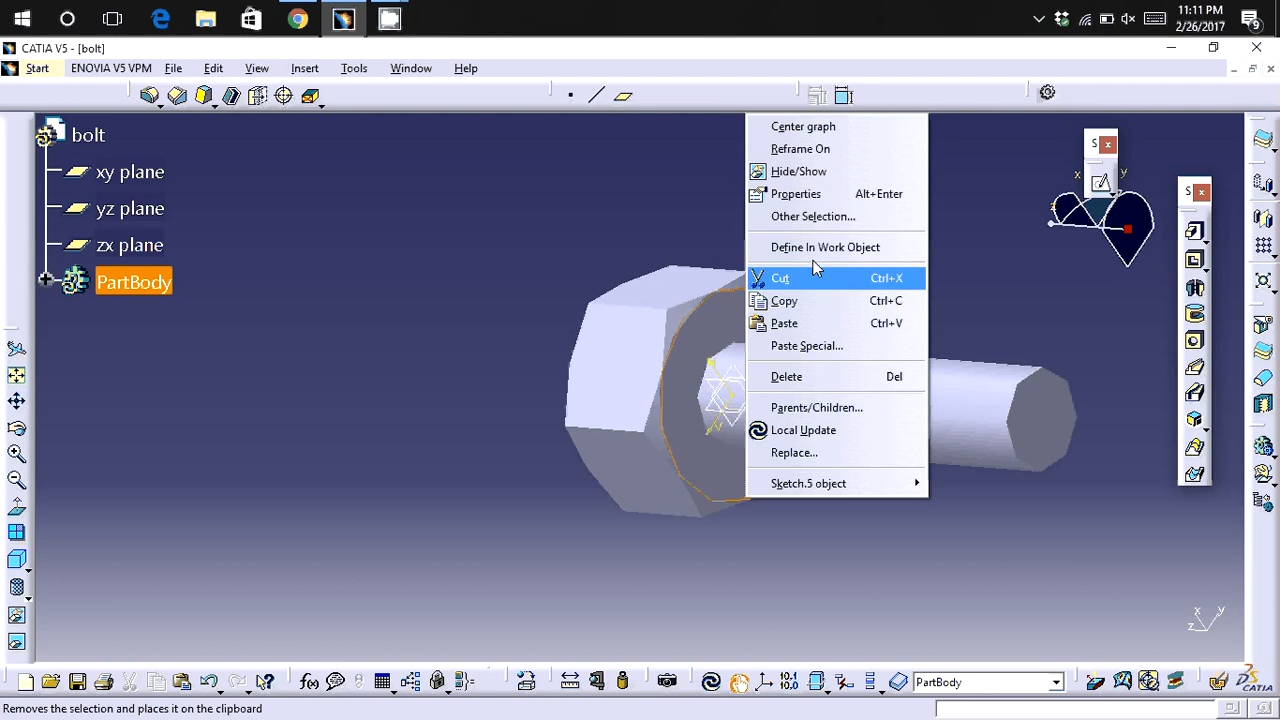 11:11 PM
2/26/2017
9
CATIA V5 - [bolt]
Start ENOVIA V5 VPM File Edit View Insert Tools Window Help
bolt
xy plane
yz plane
zx plane
PartBody
Center graph
Reframe On
Hide/Show
Properties Alt+Enter
Other Selection...
Define In Work Object
Cut Ctrl+X
Copy Ctrl+C
Paste Ctrl+V
Paste Special...
Delete Del
Parents/Children...
Local Update
Replace...
Sketch.5 object
S x
x y
z
S x
x y
z
f(x)
PartBody
CATIA
Removes the selection and places it on the clipboard